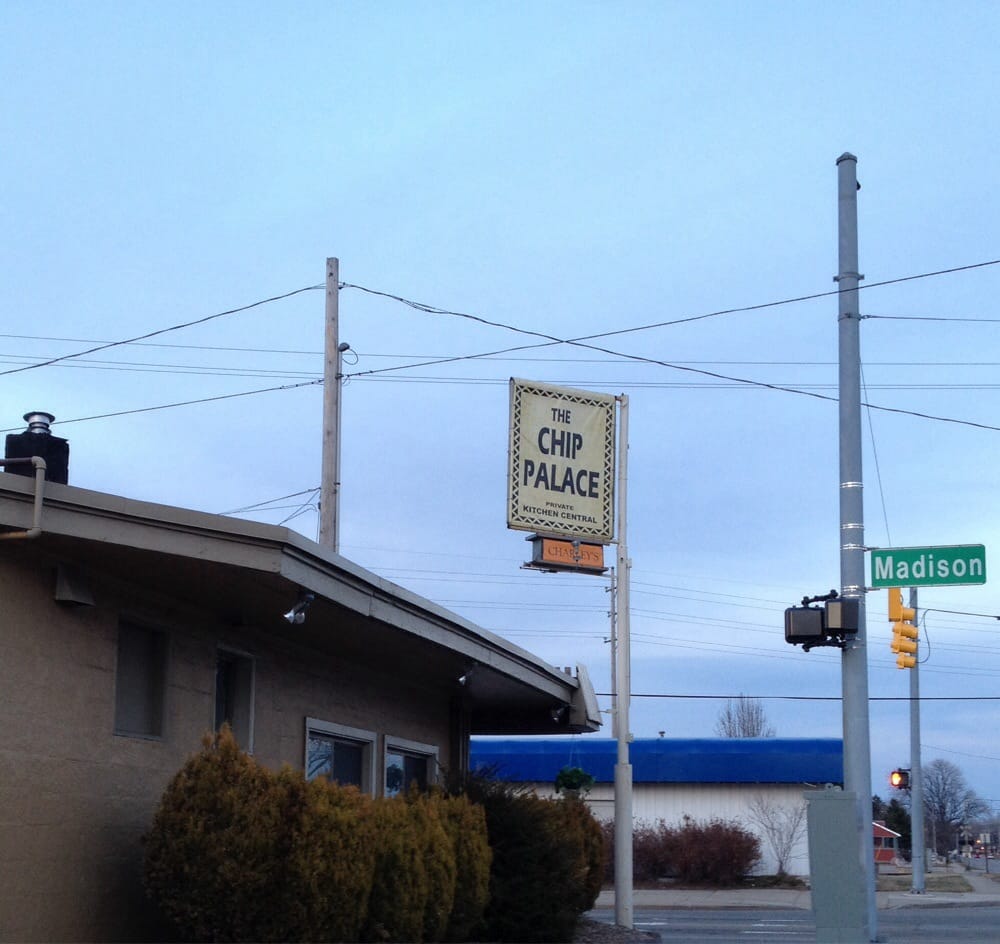 THE
CHIP
PALACE
PRIVATE
KITCHEN CENTRAL
CHARLEY'S
Madison